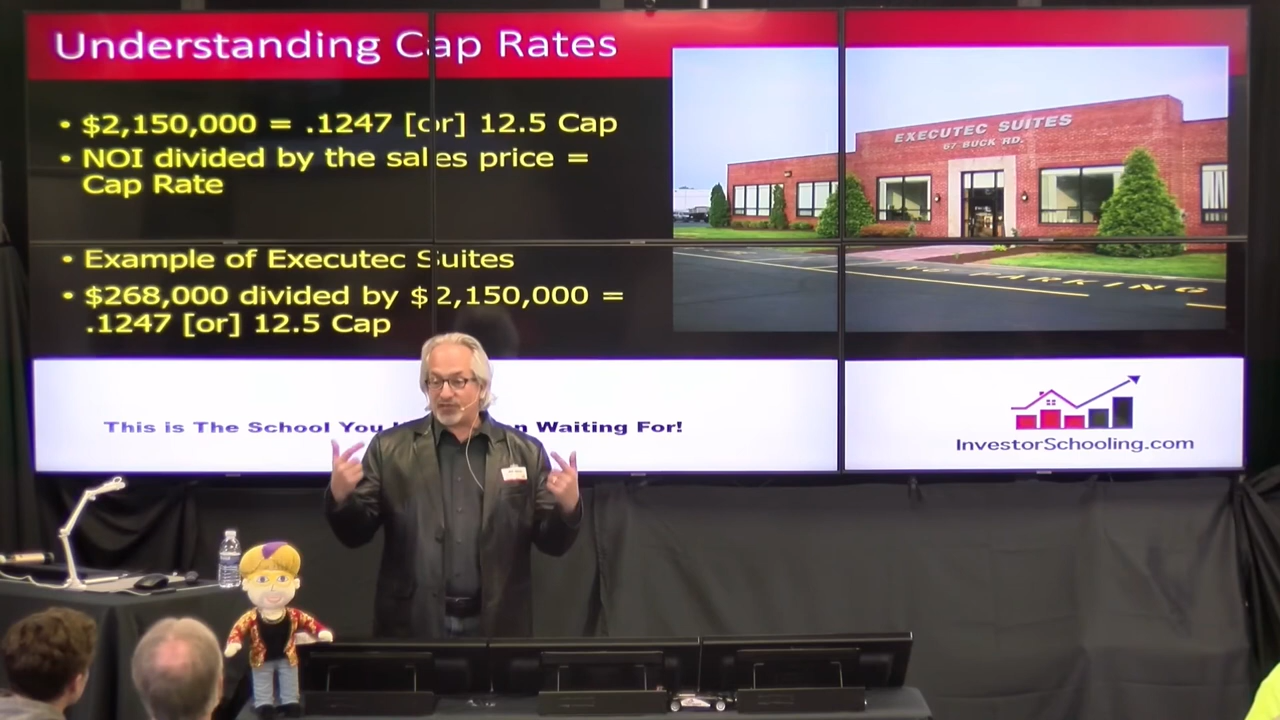 Understanding Cap Rates
• $2,150,000 = .1247 [or] 12.5 Cap
• NOI divided by the sales price =
Cap Rate
• Example of Executec Suites
• $268,000 divided by $2,150,000 =
.1247 [or] 12.5 Cap
EXECUTEC SUITES
67 BUCK RD.
NO PARKING
This is The School You
Waiting For!
InvestorSchooling.com